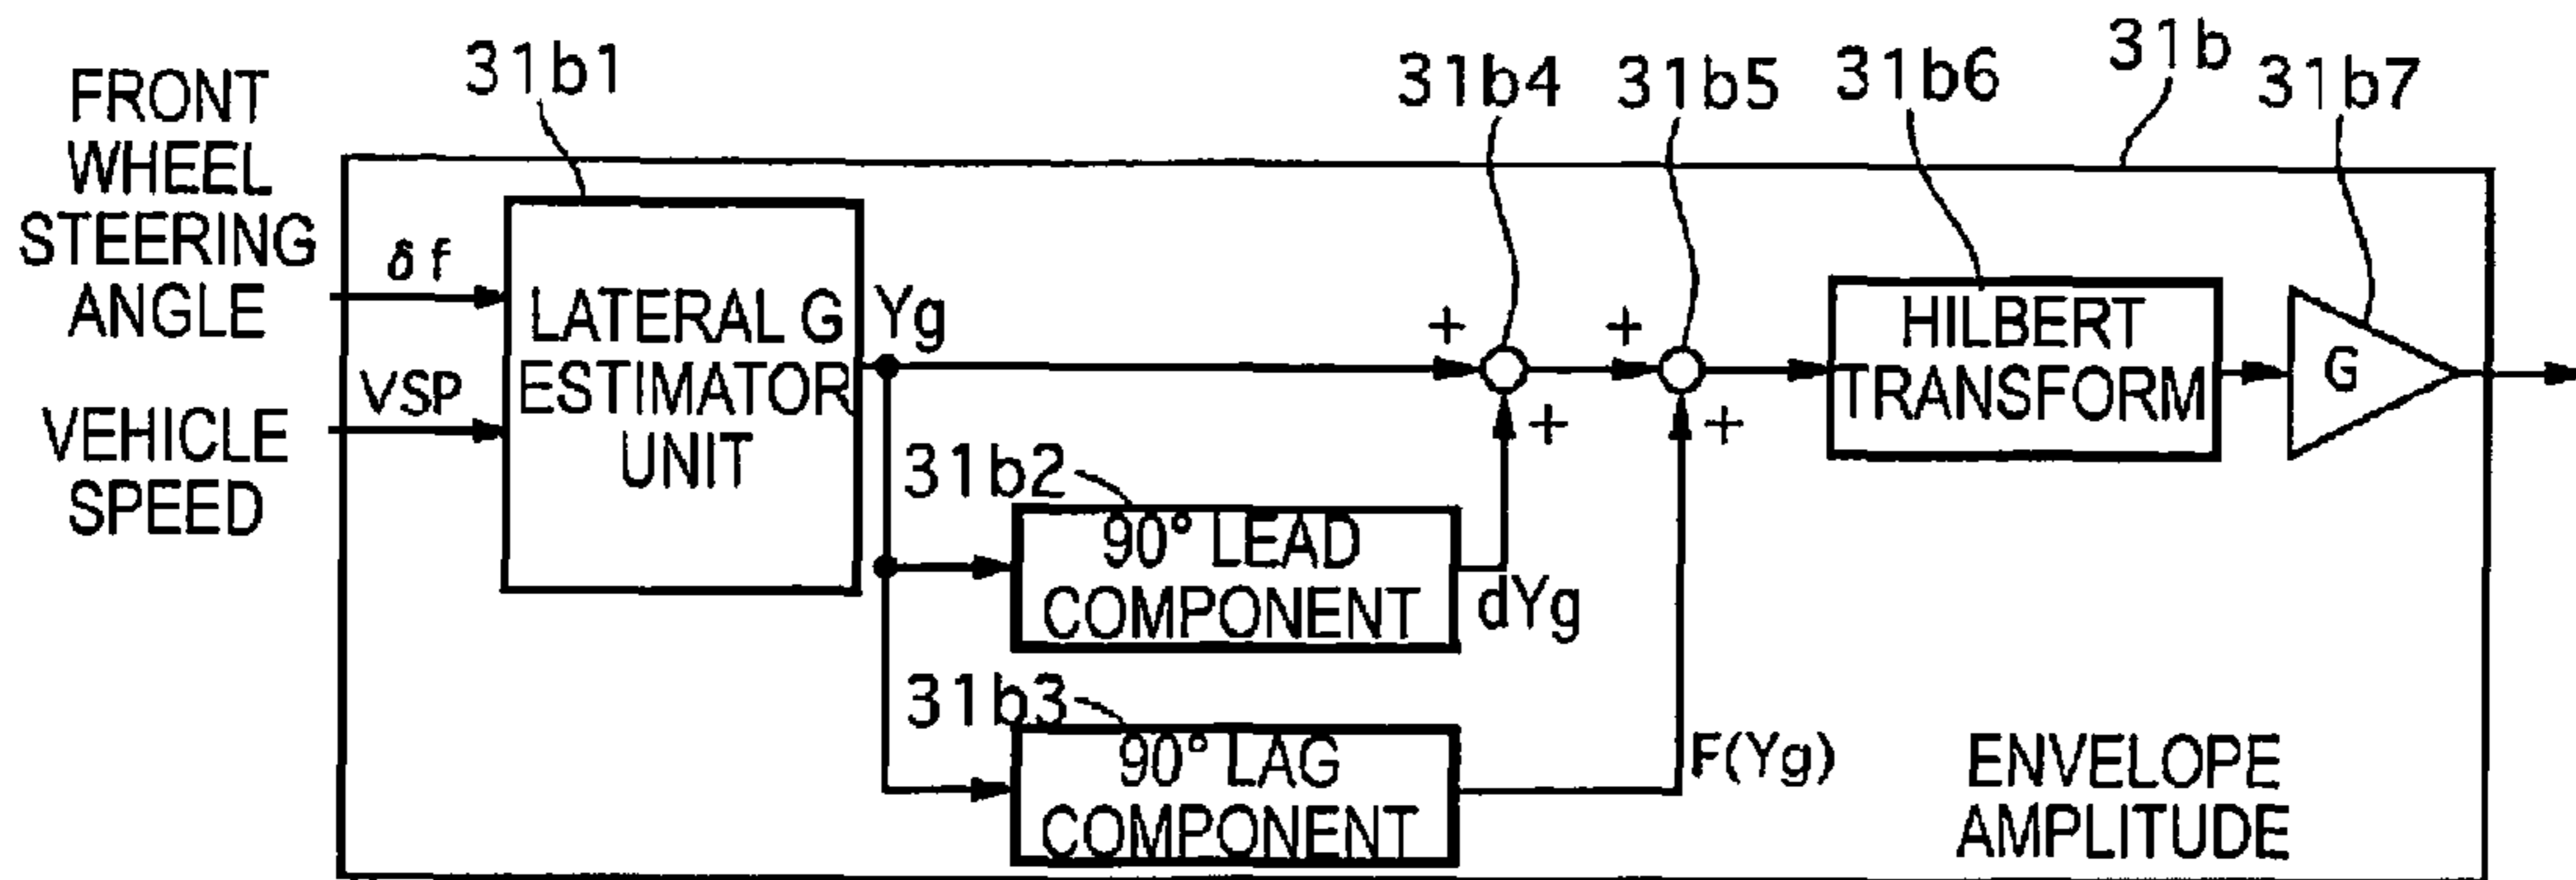 31b1
31b4
31b5
31b6
31b
31b7
FRONT
WHEEL
STEERING
ANGLE
δf
VEHICLE
SPEED
VSP
LATERAL G
ESTIMATOR
UNIT
Yg
+
+
+
+
HILBERT
TRANSFORM
G
31b2
90° LEAD
COMPONENT
dYg
31b3
90° LAG
COMPONENT
F(Yg)
ENVELOPE
AMPLITUDE